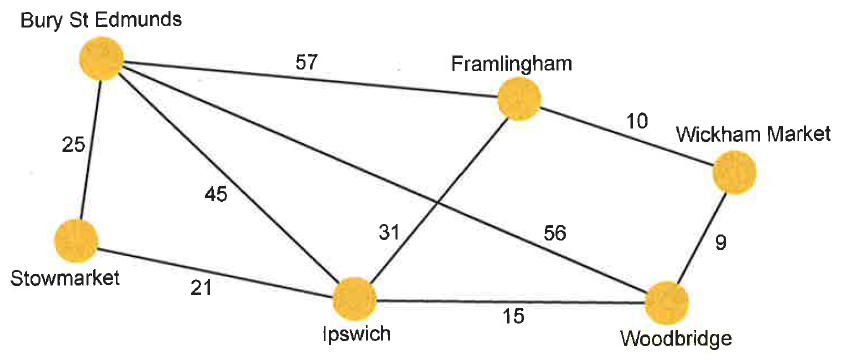 Bury St Edmunds
57
Framlingham
10
Wickham Market
25
45
31
56
9
Stowmarket
21
15
Ipswich
Woodbridge